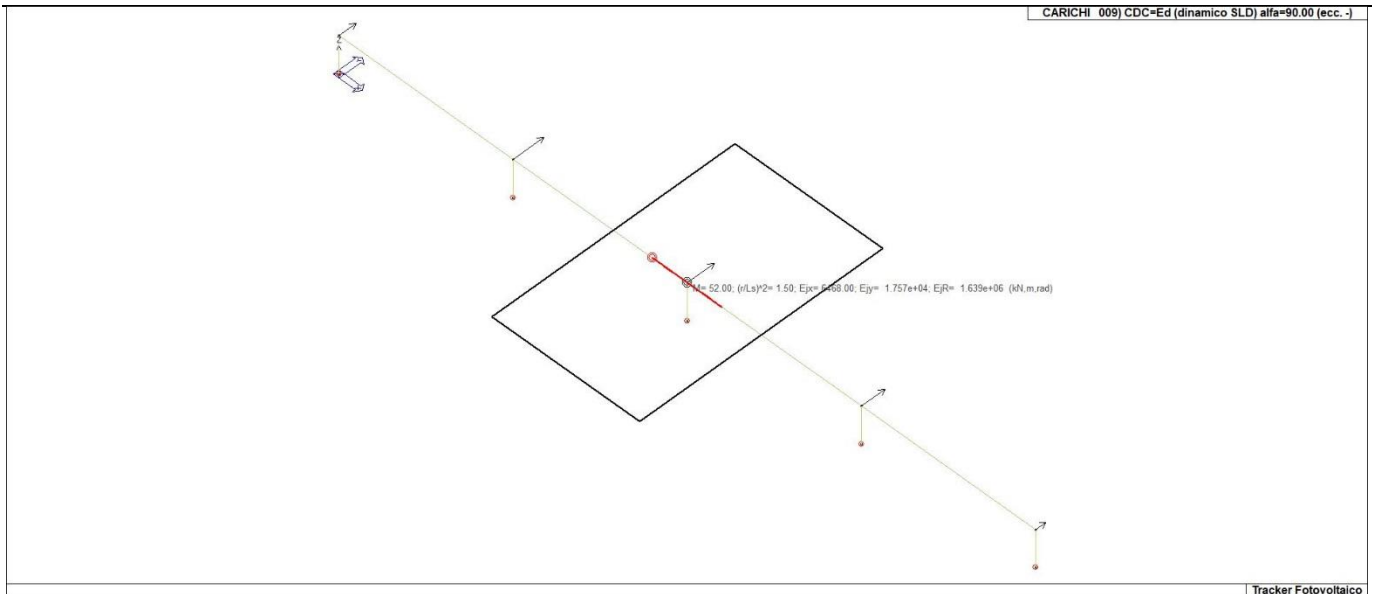 CARICHI 009) CDC=Ed (dinamico SLD) alfa=90.00 (ecc. -)
Z
M= 52.00; (r/Ls)^2= 1.50; Ejx= 6468.00; Ejy= 1.757e+04; EjR= 1.639e+06 (kN,m,rad)
Tracker Fotovoltaico